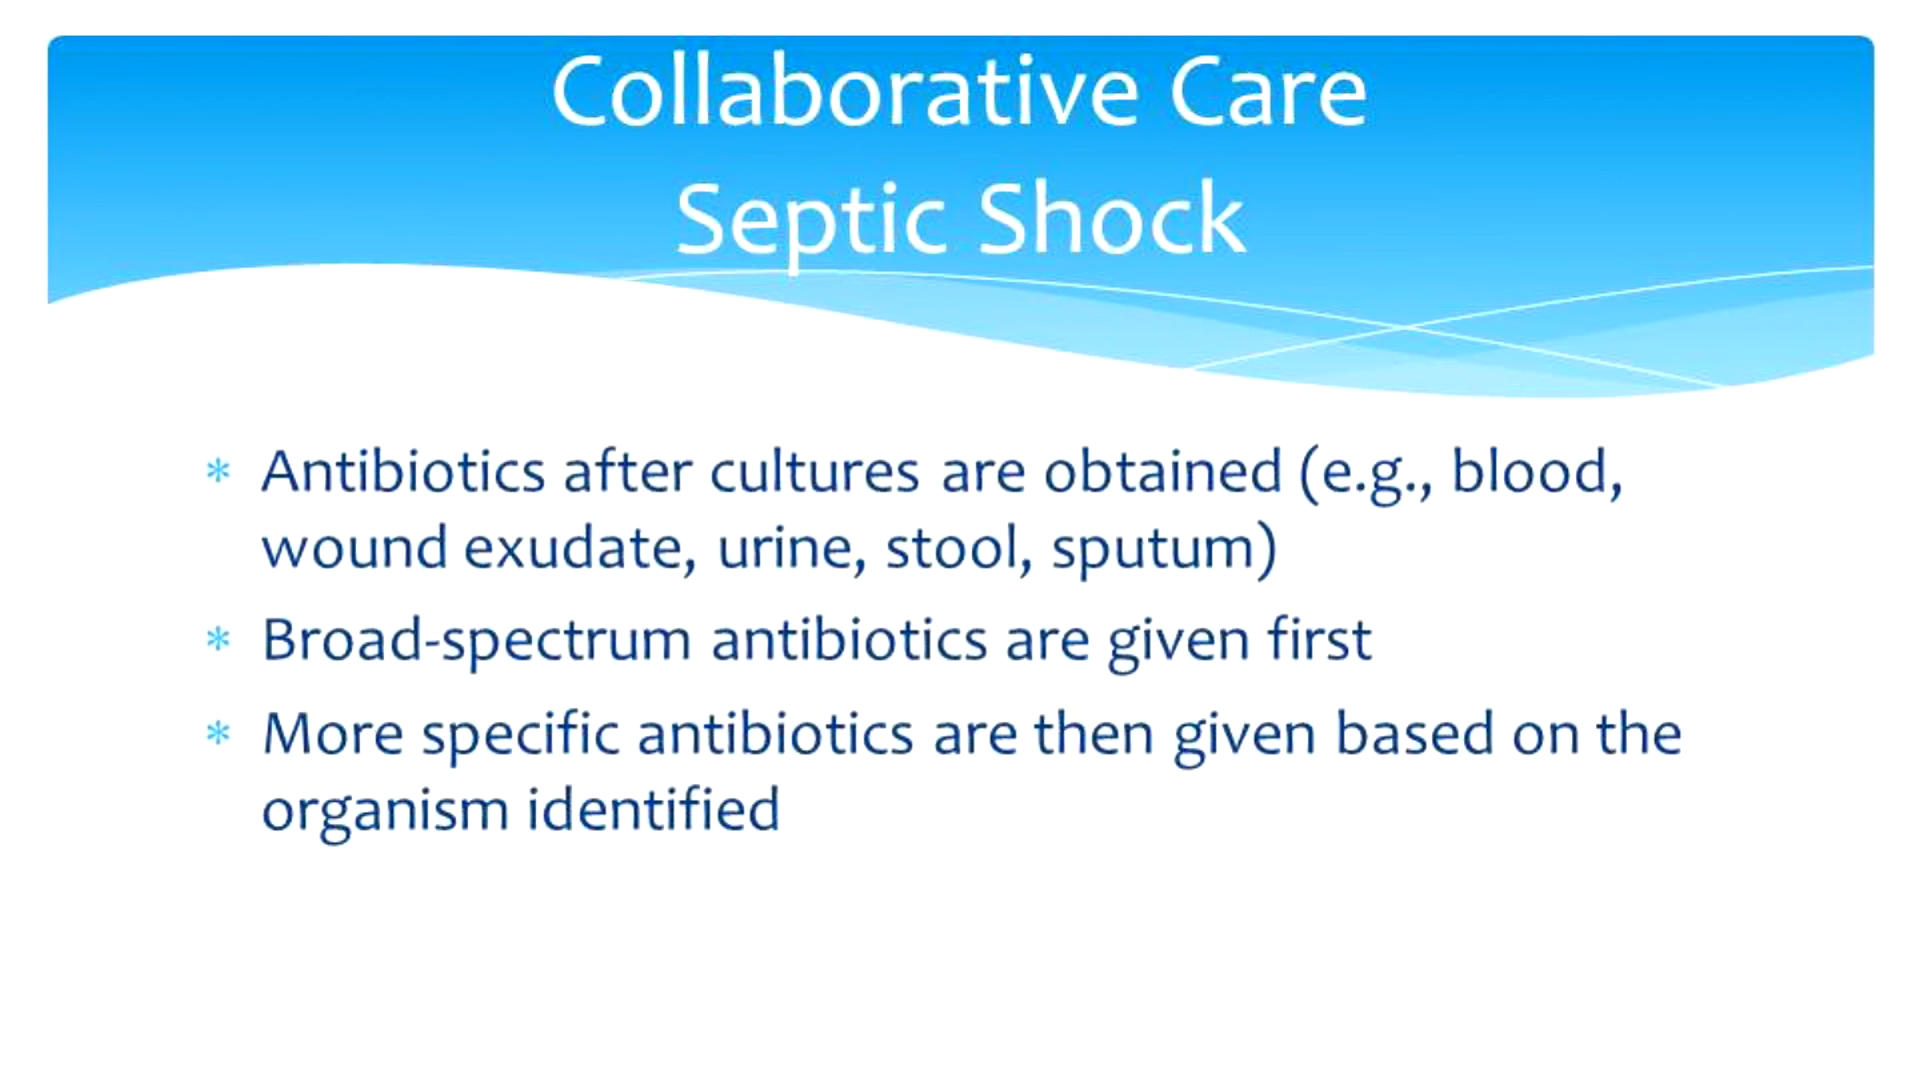 Collaborative Care
Septic Shock
* Antibiotics after cultures are obtained (e.g., blood,
wound exudate, urine, stool, sputum)
* Broad-spectrum antibiotics are given first
* More specific antibiotics are then given based on the
organism identified